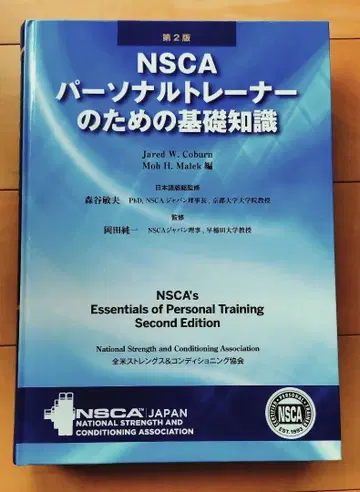 第2版
NSCA
パーソナルトレーナー
のための基礎知識
Jared W. Coburn
Moh H. Malek 編
日本語版総監修
森谷敏夫 PhD, NSCAジャパン理事長、京都大学大学院教授
監修
岡田純一 NSCAジャパン理事、早稲田大学教授
NSCA's
Essentials of Personal Training
Second Edition
National Strength and Conditioning Association
全米ストレングス&コンディショニング協会
NSCA JAPAN
NATIONAL STRENGTH AND
CONDITIONING ASSOCIATION
CERTIFIED PERSONAL TRAINER
NSCA
EST. 1993